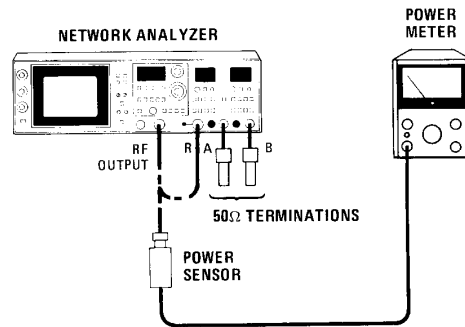 POWER
METER
NETWORK ANALYZER
RF
OUTPUT
R
A
B
50Ω TERMINATIONS
POWER
SENSOR